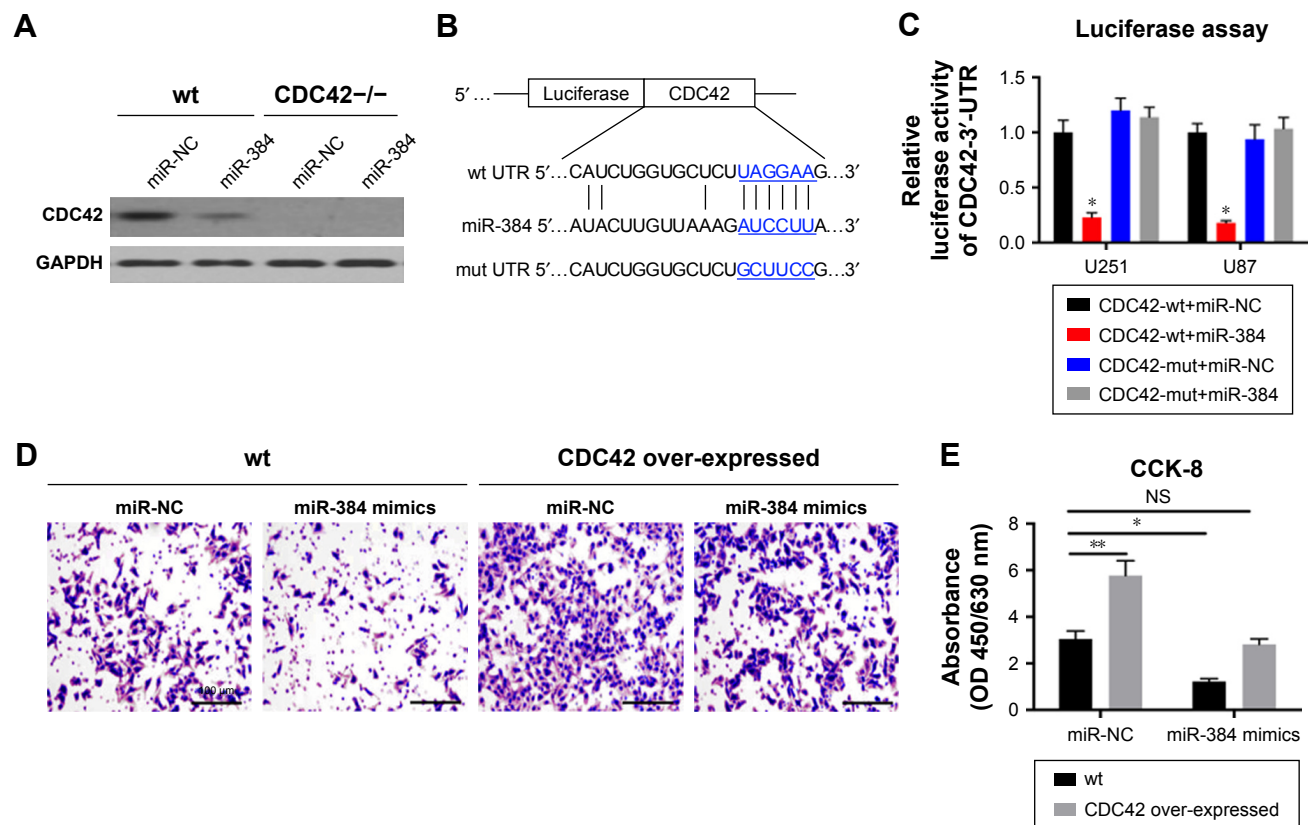 A
wt CDC42−/−
miR-NC miR-384 miR-NC miR-384
CDC42
GAPDH
B
5′... Luciferase CDC42
wt UTR 5′...CAUCUGGUGCUCUUAGGAAG...3′
miR-384 5′...AUACUUGUUAAAGAUCCUUA...3′
mut UTR 5′...CAUCUGGUGCUCUGCUUCCG...3′
C
Luciferase assay
Relative
luciferase activity
of CDC42-3′-UTR
1.5
1.0
0.5
0.0
* *
U251 U87
CDC42-wt+miR-NC
CDC42-wt+miR-384
CDC42-mut+miR-NC
CDC42-mut+miR-384
D
wt CDC42 over-expressed
miR-NC miR-384 mimics miR-NC miR-384 mimics
100 µm
E
CCK-8
NS
*
**
Absorbance
(OD 450/630 nm)
8
6
4
2
0
miR-NC miR-384 mimics
wt
CDC42 over-expressed